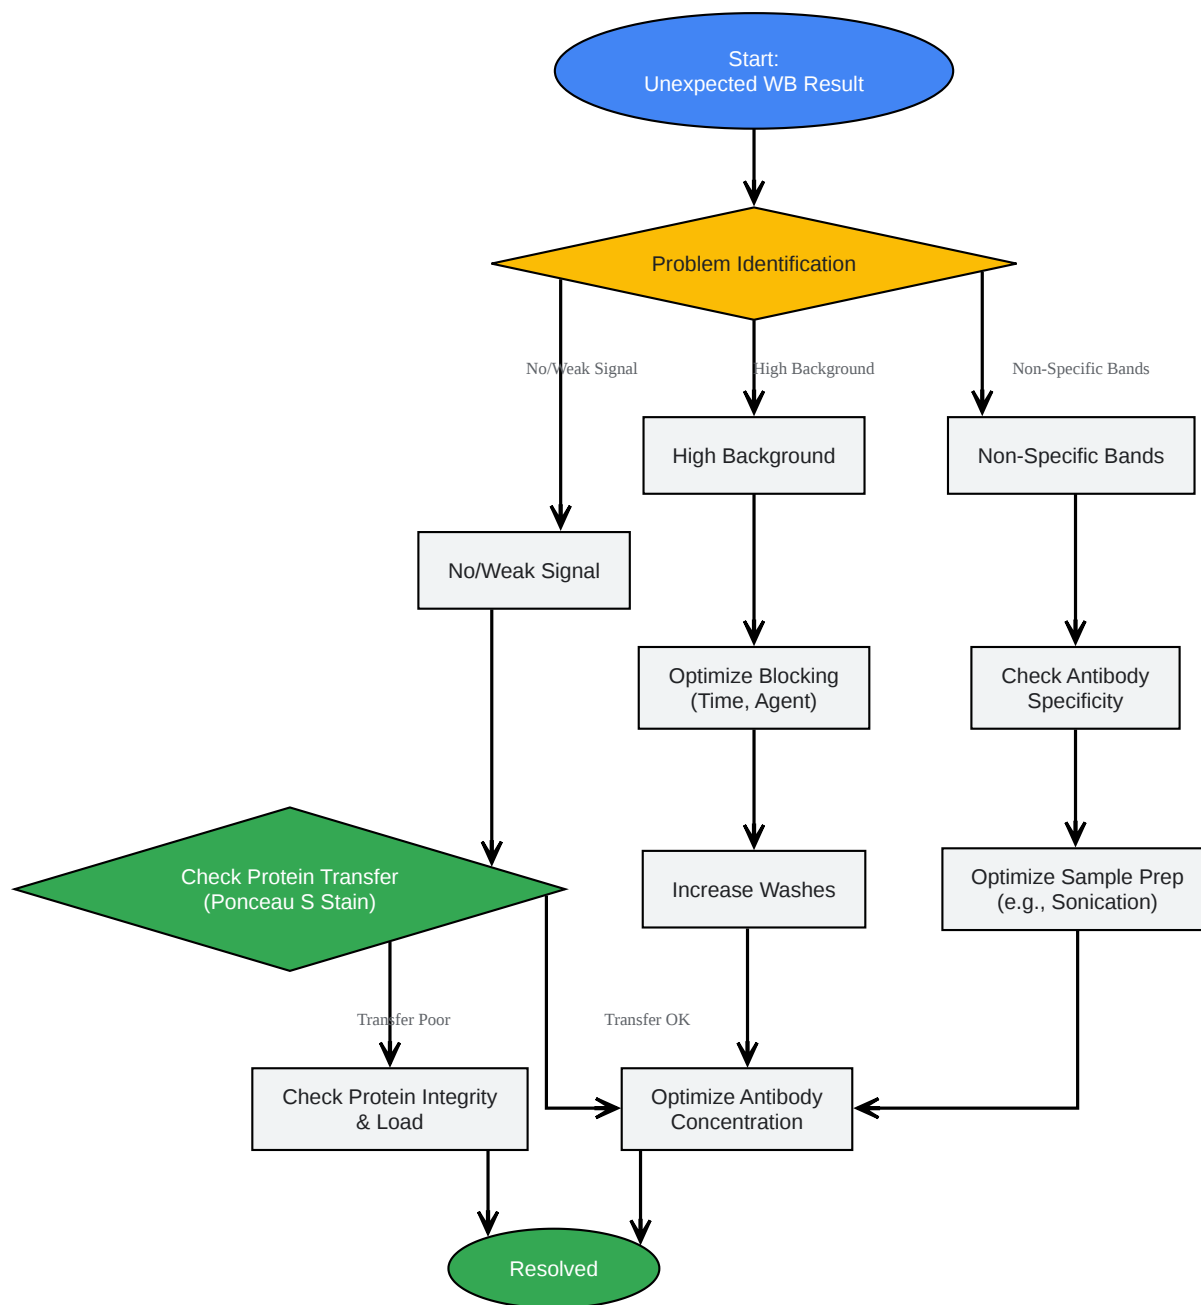 Start:
Unexpected WB Result
Problem Identification
No/Weak Signal
High Background
Non-Specific Bands
High Background
Non-Specific Bands
No/Weak Signal
Optimize Blocking
(Time, Agent)
Check Antibody
Specificity
Check Protein Transfer
(Ponceau S Stain)
Increase Washes
Optimize Sample Prep
(e.g., Sonication)
Transfer Poor
Transfer OK
Check Protein Integrity
& Load
Optimize Antibody
Concentration
Resolved